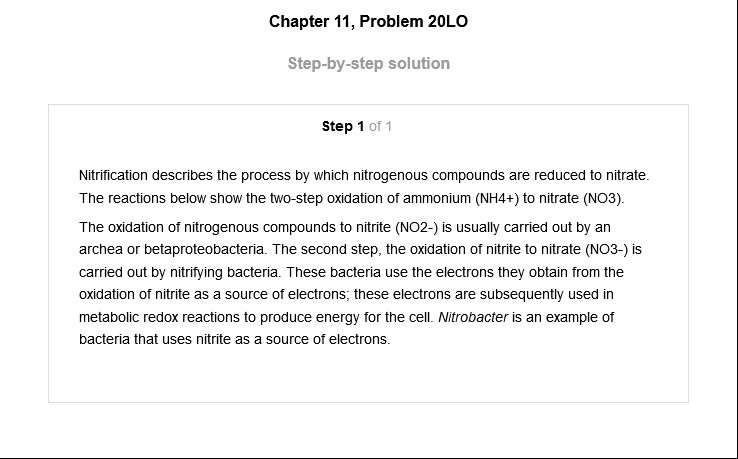 Chapter 11, Problem 20LO
Step-by-step solution
Step 1 of 1
Nitrification describes the process by which nitrogenous compounds are reduced to nitrate.
The reactions below show the two-step oxidation of ammonium (NH4+) to nitrate (NO3).
The oxidation of nitrogenous compounds to nitrite (NO2-) is usually carried out by an
archea or betaproteobacteria. The second step, the oxidation of nitrite to nitrate (NO3-) is
carried out by nitrifying bacteria. These bacteria use the electrons they obtain from the
oxidation of nitrite as a source of electrons; these electrons are subsequently used in
metabolic redox reactions to produce energy for the cell. Nitrobacter is an example of
bacteria that uses nitrite as a source of electrons.